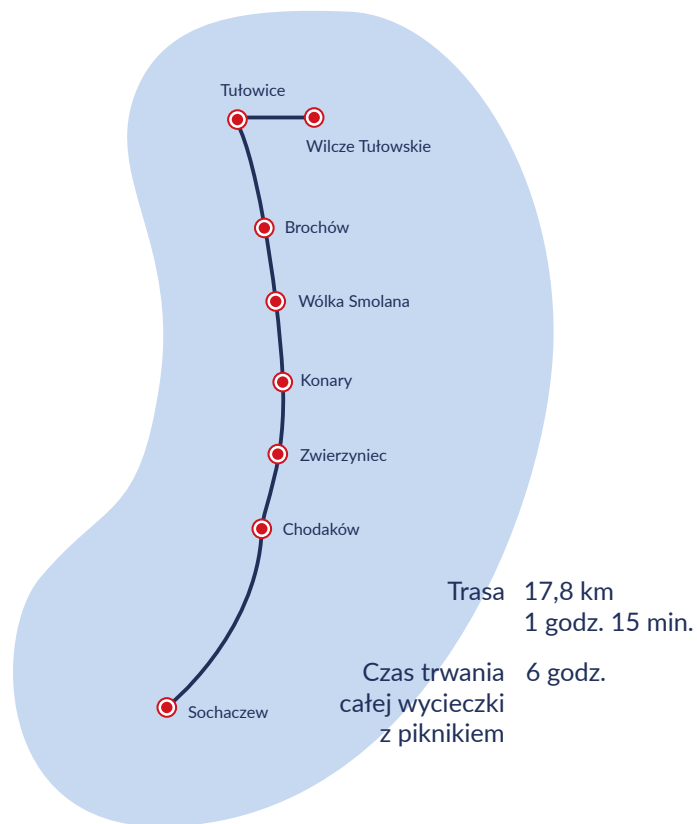 Tułowice
Wilcze Tułowskie
Brochów
Wólka Smolana
Konary
Zwierzyniec
Chodaków
Sochaczew
Trasa 17,8 km
1 godz. 15 min.
Czas trwania 6 godz.
całej wycieczki
z piknikiem